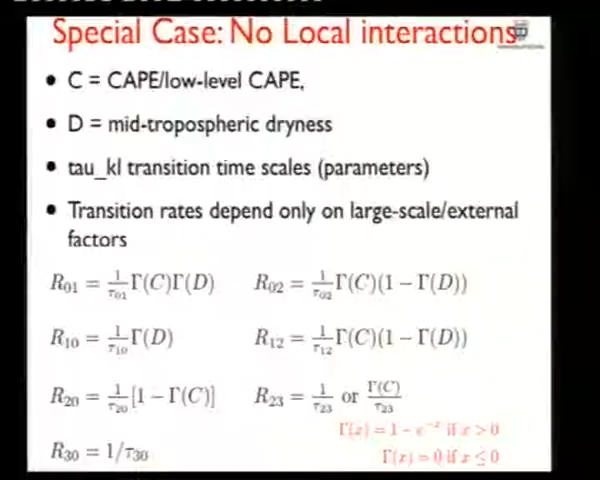 Special Case: No Local interactions
• C = CAPE/low-level CAPE,
• D = mid-tropospheric dryness
• tau_kl transition time scales (parameters)
• Transition rates depend only on large-scale/external
factors
R₀₁ = 1/τ₀₁ Γ(C)Γ(D) R₀₂ = 1/τ₀₂ Γ(C)(1 − Γ(D))
R₁₀ = 1/τ₁₀ Γ(D) R₁₂ = 1/τ₁₂ Γ(C)(1 − Γ(D))
R₂₀ = 1/τ₂₀ [1 − Γ(C)] R₂₃ = 1/τ₂₃ or Γ(C)/τ₂₃
Γ(x) = 1 − e⁻ˣ if x > 0
R₃₀ = 1/τ₃₀
Γ(x) = 0 if x ≤ 0